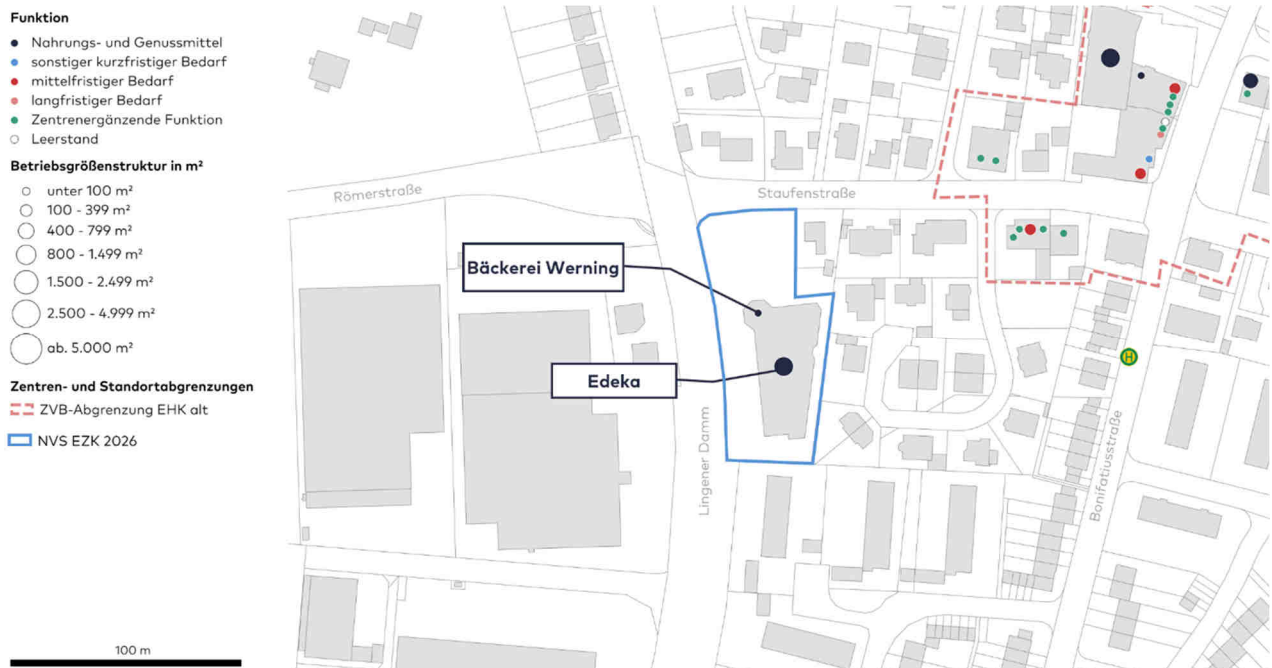 Funktion
Nahrungs- und Genussmittel
sonstiger kurzfristiger Bedarf
mittelfristiger Bedarf
langfristiger Bedarf
Zentrenergänzende Funktion
Leerstand
Betriebsgrößenstruktur in m²
unter 100 m²
100 - 399 m²
400 - 799 m²
800 - 1.499 m²
1.500 - 2.499 m²
2.500 - 4.999 m²
ab. 5.000 m²
Zentren- und Standortabgrenzungen
ZVB-Abgrenzung EHK alt
NVS EZK 2026
100 m
Römerstraße
Staufenstraße
Bäckerei Werning
Edeka
Lingener Damm
Bonifatiusstraße
H